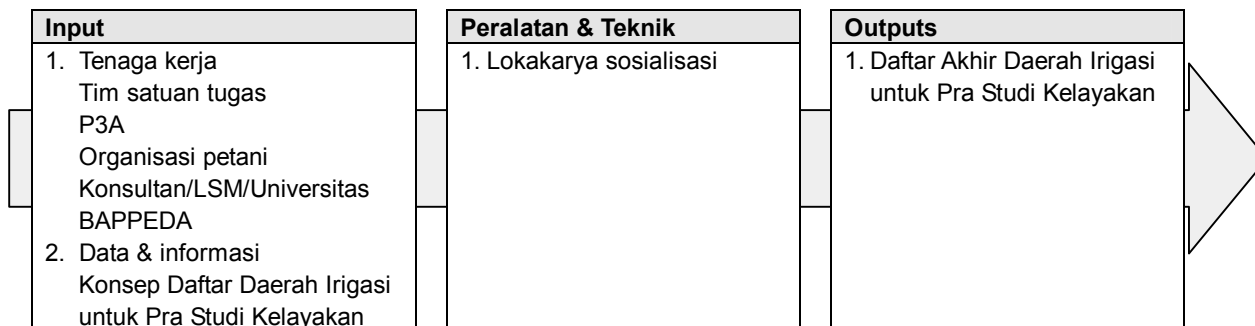 Input
1. Tenaga kerja
Tim satuan tugas
P3A
Organisasi petani
Konsultan/LSM/Universitas
BAPPEDA
2. Data & informasi
Konsep Daftar Daerah Irigasi
untuk Pra Studi Kelayakan
Peralatan & Teknik
1. Lokakarya sosialisasi
Outputs
1. Daftar Akhir Daerah Irigasi
untuk Pra Studi Kelayakan